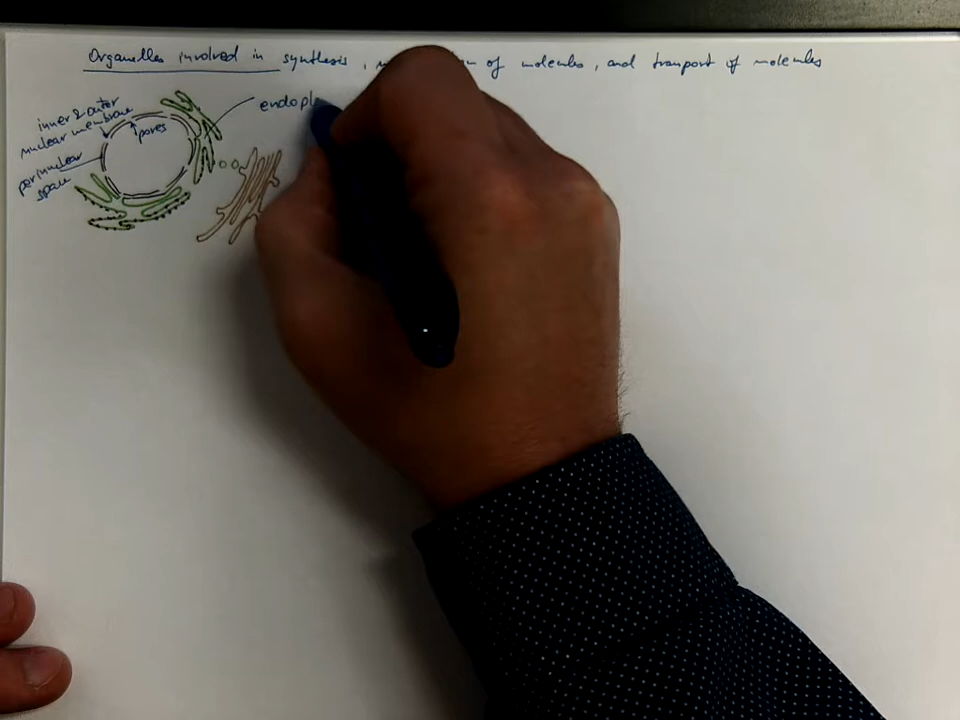 Organelles involved in synthesis, of molecules, and transport of molecules
inner & outer
nuclear membrane
pores
perinuclear
space
endopl